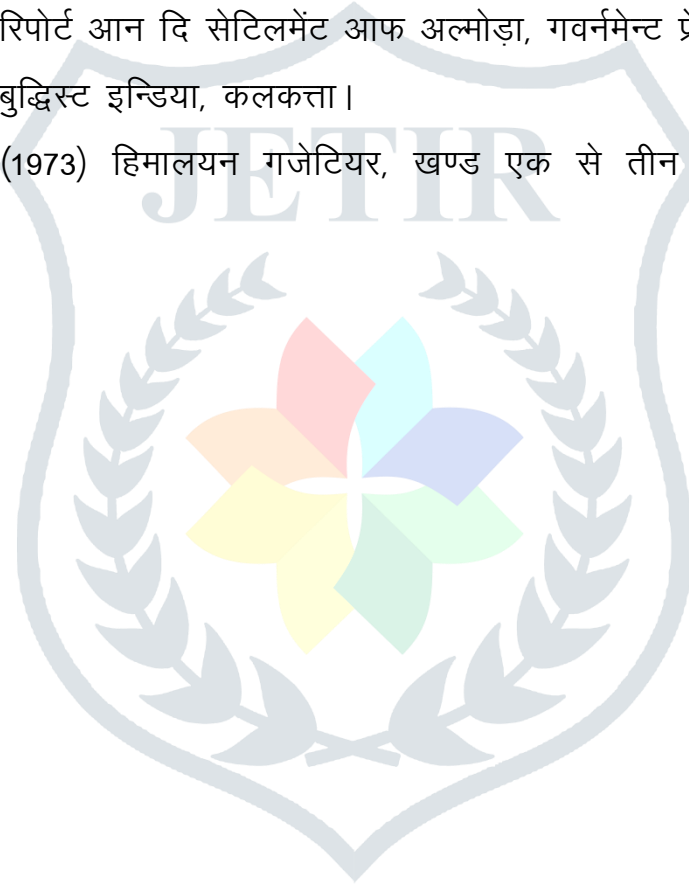 रिपोर्ट आन दि सेटिलमेंट आफ अल्मोड़ा, गवर्नमेन्ट
बुद्धिस्ट इन्डिया, कलकत्ता।
(1973) हिमालयन गजेटियर, खण्ड एक से तीन
JETIR